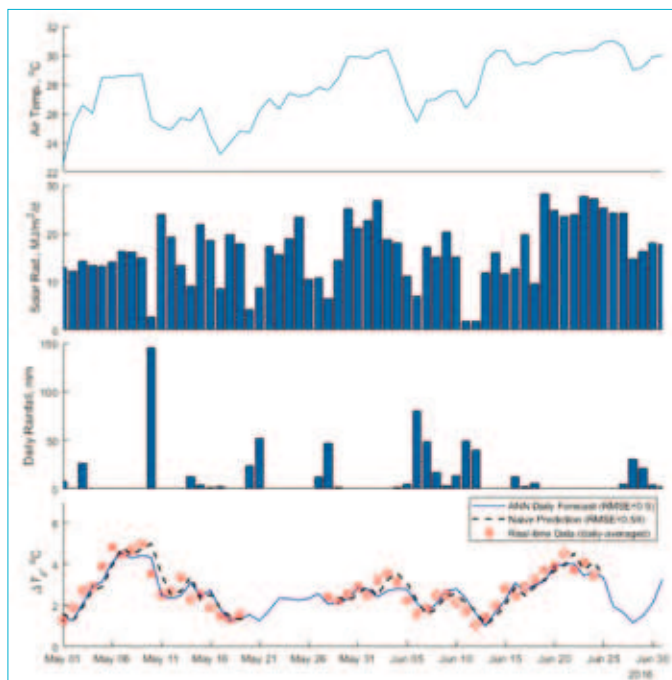 32
30
28
26
24
22
Air Temp., °C
30
20
10
0
Solar Rad., MJ/m²/d
150
100
50
0
Daily Rainfall, mm
6
4
2
0
ΔT °C
ANN Daily Forecast (RMSE=0.5)
Naive Prediction (RMSE=0.58)
Real-time Data (daily-averaged)
May 01 May 06 May 11 May 16 May 21 May 26 May 31 Jun 05 Jun 10 Jun 15 Jun 20 Jun 25 Jun 30
2016